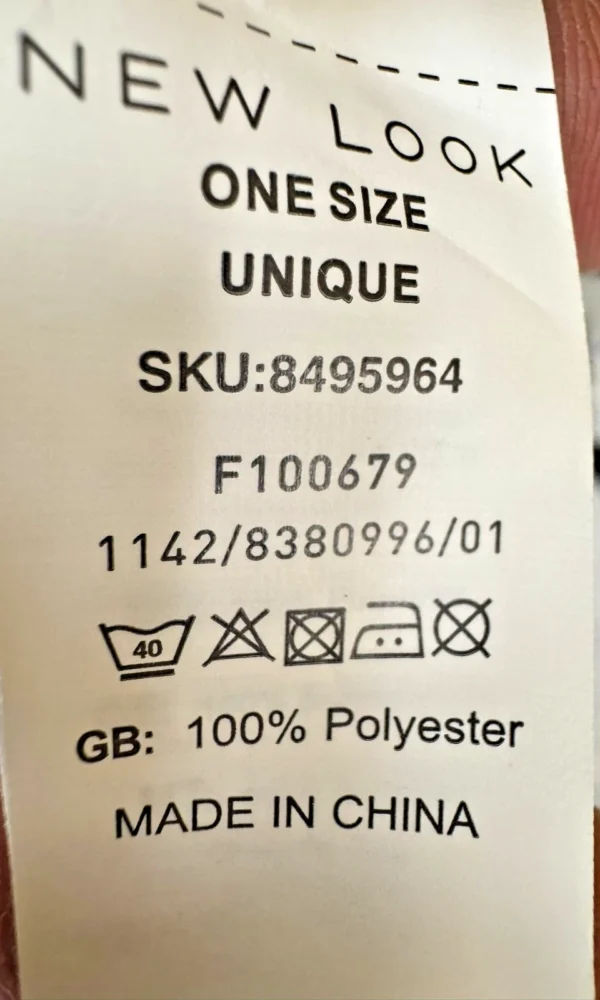 NEW LOOK
ONE SIZE
UNIQUE
SKU:8495964
F100679
1142/8380996/01
40
GB: 100% Polyester
MADE IN CHINA